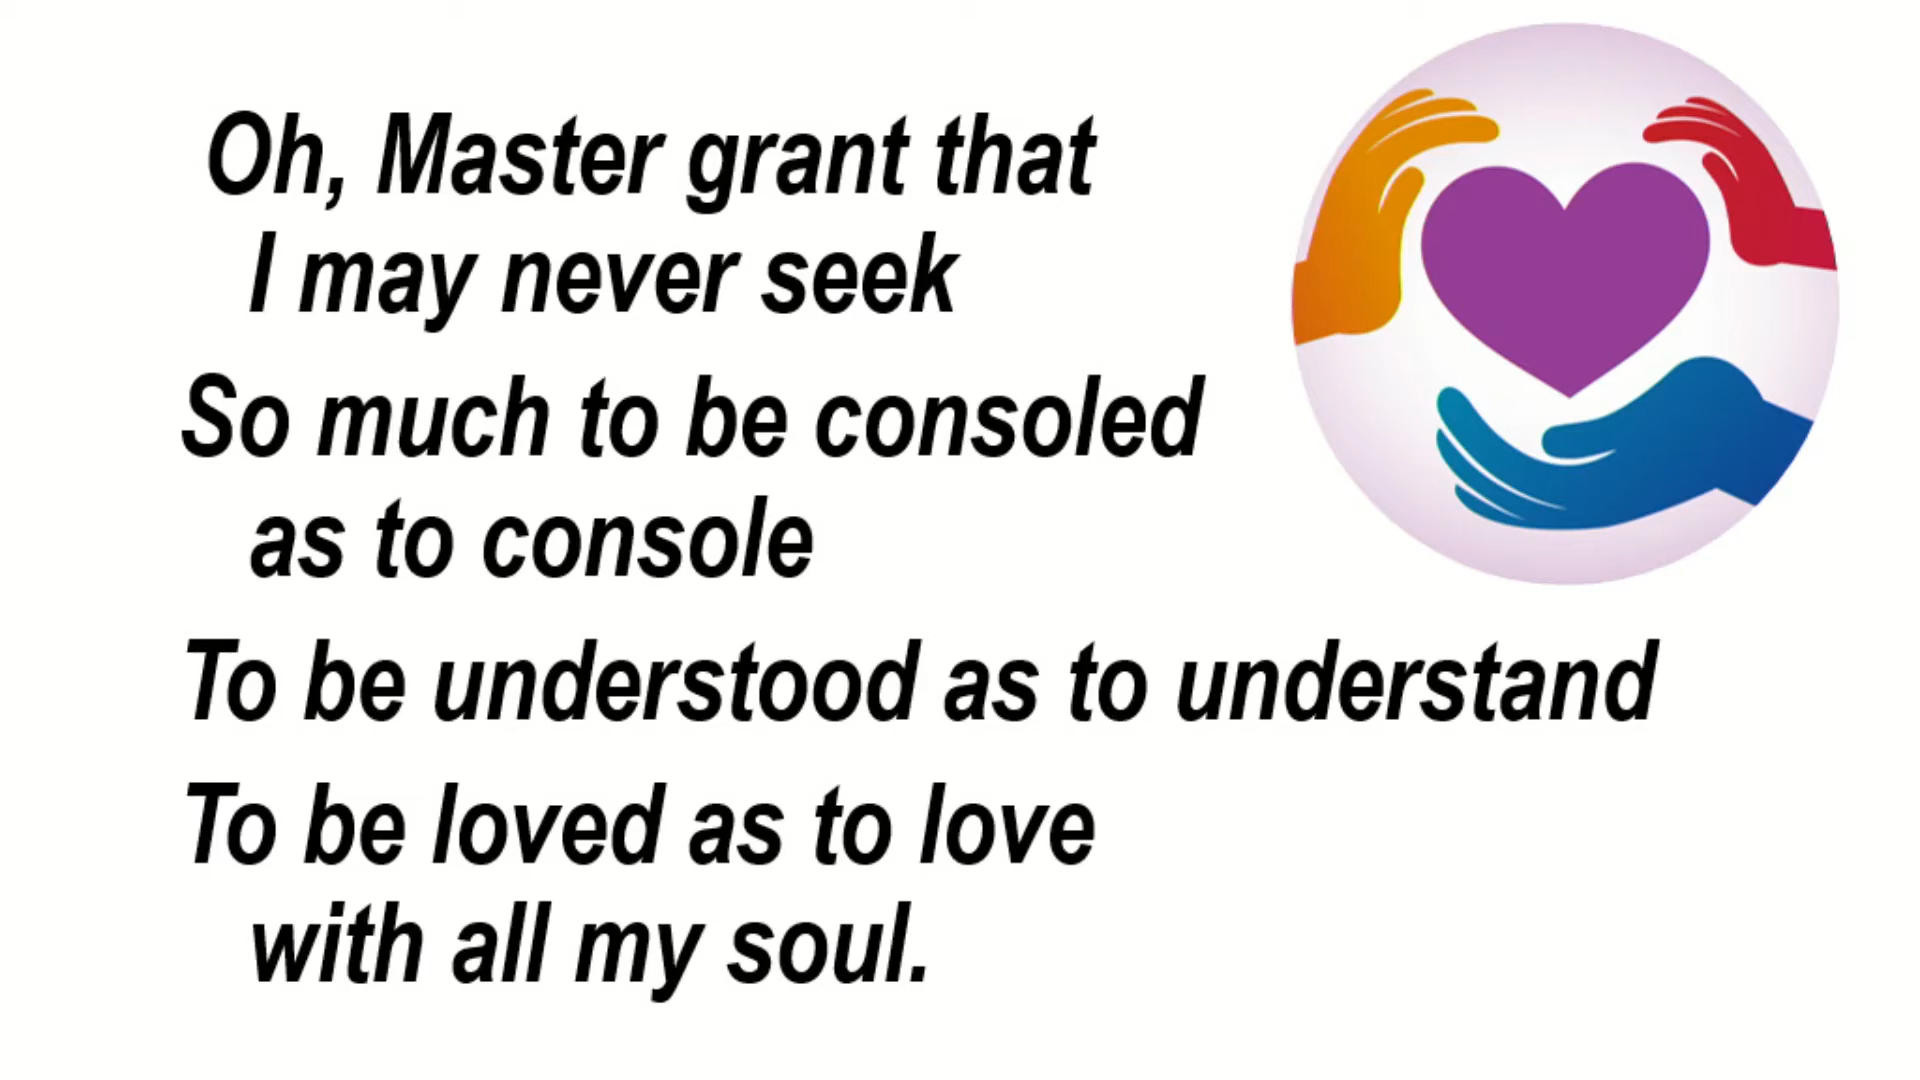 Oh, Master grant that
I may never seek
So much to be consoled
as to console
To be understood as to understand
To be loved as to love
with all my soul.